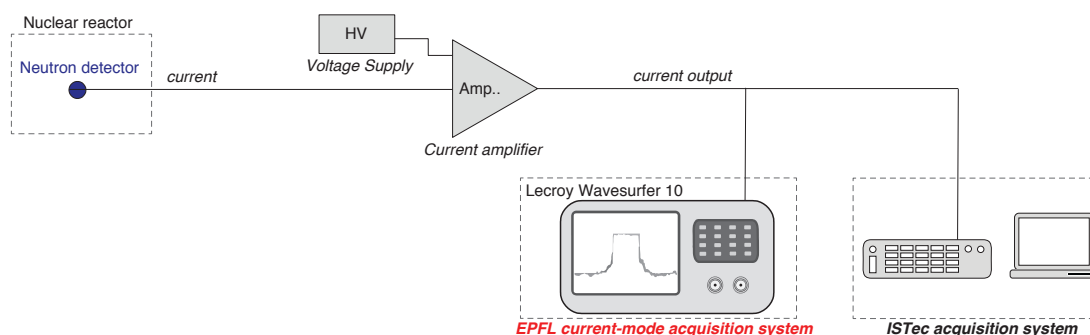 Nuclear reactor
Neutron detector
current
HV
Voltage Supply
Amp..
Current amplifier
current output
Lecroy Wavesurfer 10
EPFL current-mode acquisition system
ISTec acquisition system